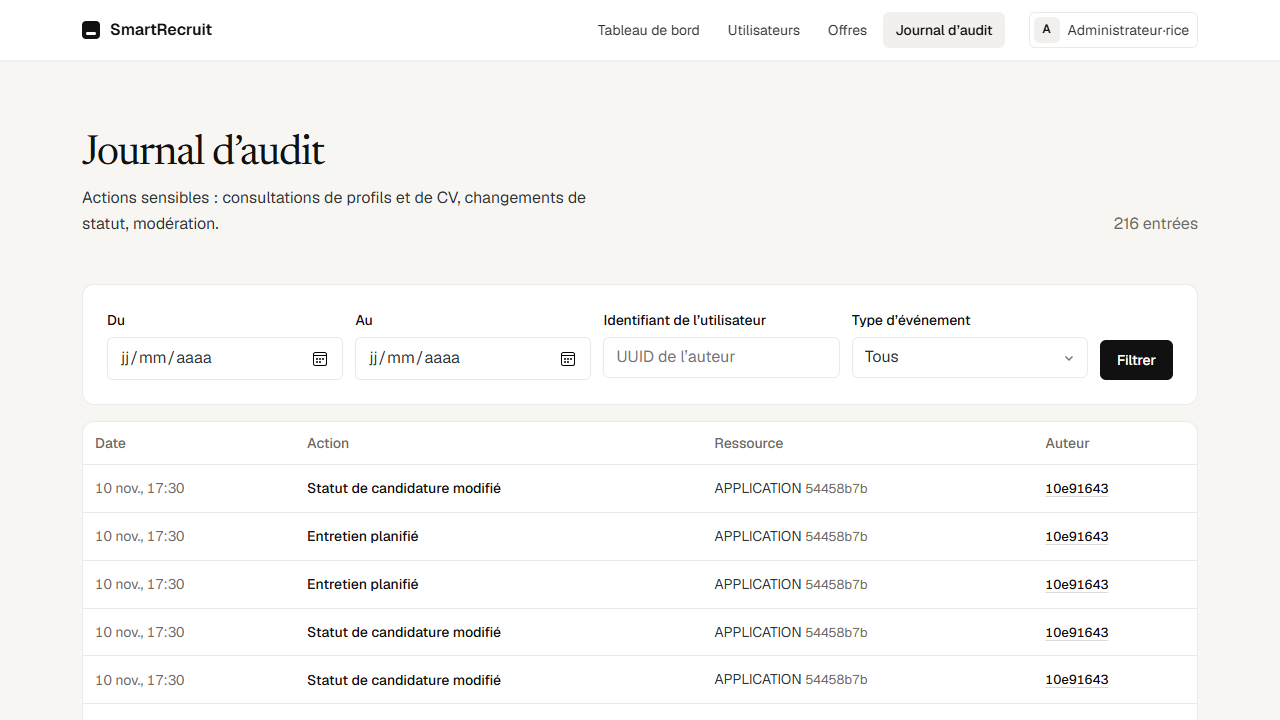 SmartRecruit
Tableau de bord
Utilisateurs
Offres
Journal d’audit
A
Administrateur·rice
Journal d’audit
Actions sensibles : consultations de profils et de CV, changements de
statut, modération.
216 entrées
Du
Au
Identifiant de l’utilisateur
Type d’événement
jj/mm/aaaa
jj/mm/aaaa
UUID de l’auteur
Tous
Filtrer
Date Action Ressource Auteur
10 nov., 17:30 Statut de candidature modifié APPLICATION 54458b7b 10e91643
10 nov., 17:30 Entretien planifié APPLICATION 54458b7b 10e91643
10 nov., 17:30 Entretien planifié APPLICATION 54458b7b 10e91643
10 nov., 17:30 Statut de candidature modifié APPLICATION 54458b7b 10e91643
10 nov., 17:30 Statut de candidature modifié APPLICATION 54458b7b 10e91643